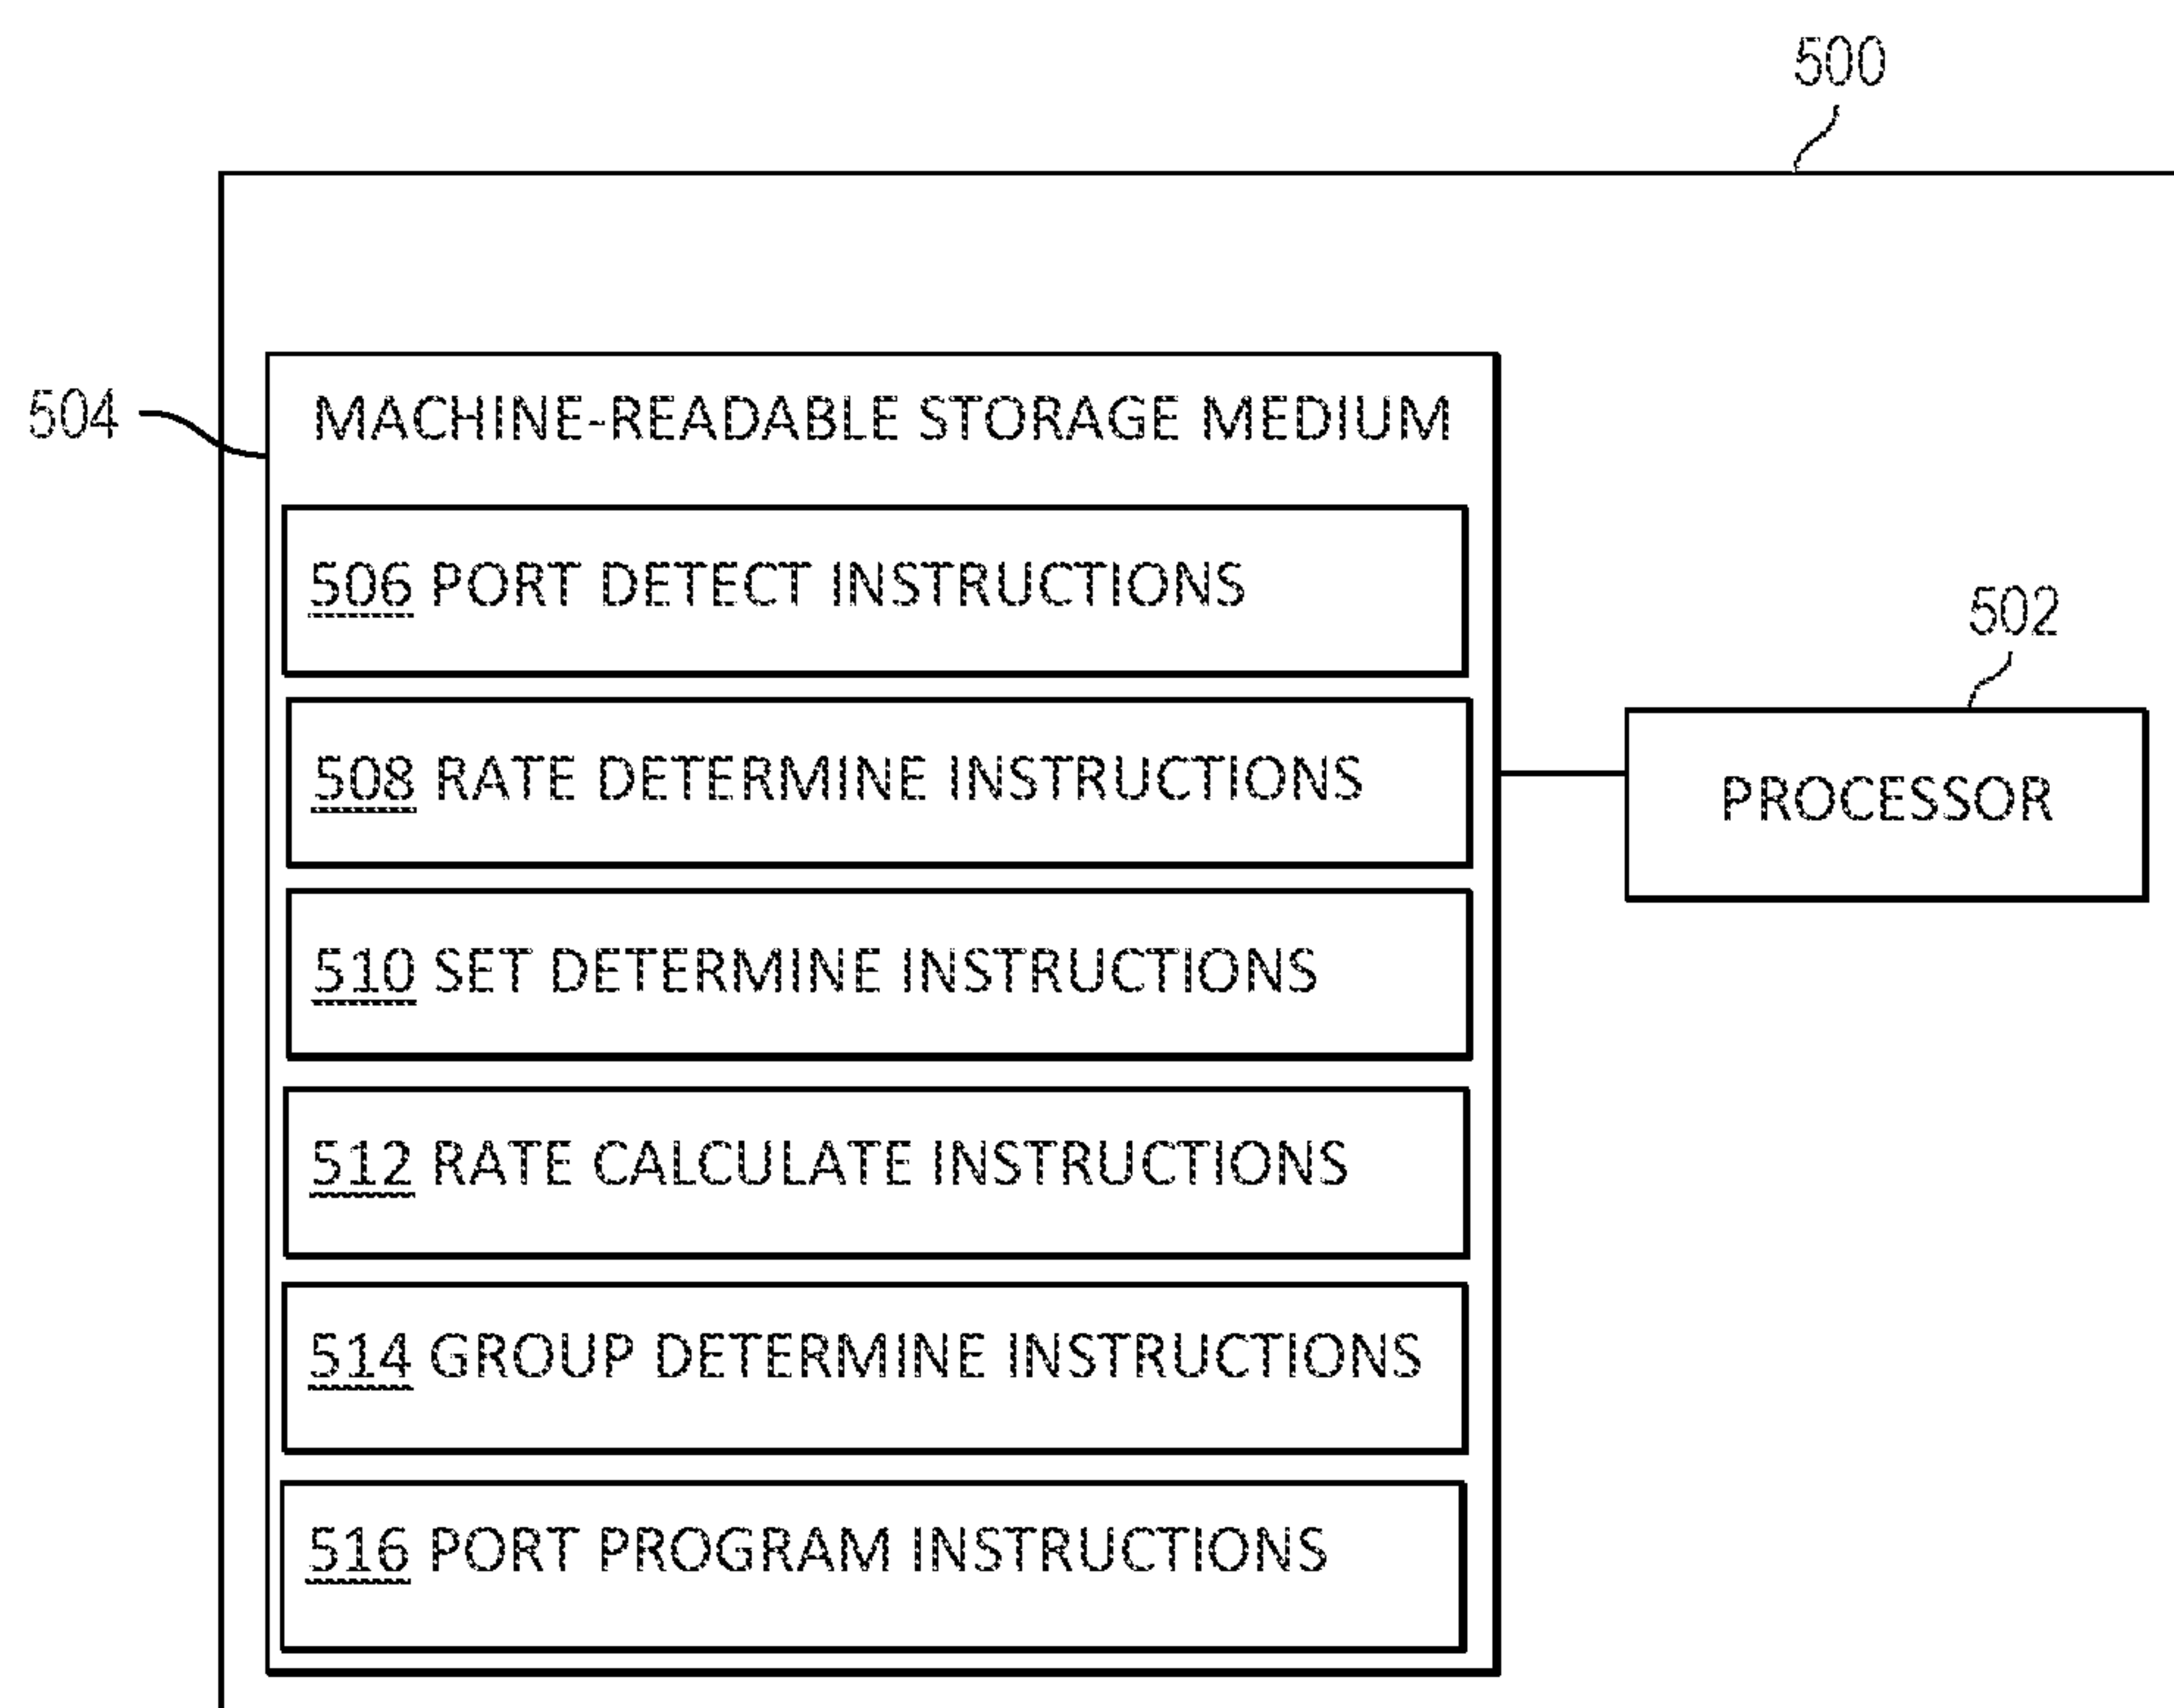 500
504
MACHINE-READABLE STORAGE MEDIUM
506 PORT DETECT INSTRUCTIONS
502
508 RATE DETERMINE INSTRUCTIONS
PROCESSOR
510 SET DETERMINE INSTRUCTIONS
512 RATE CALCULATE INSTRUCTIONS
514 GROUP DETERMINE INSTRUCTIONS
516 PORT PROGRAM INSTRUCTIONS